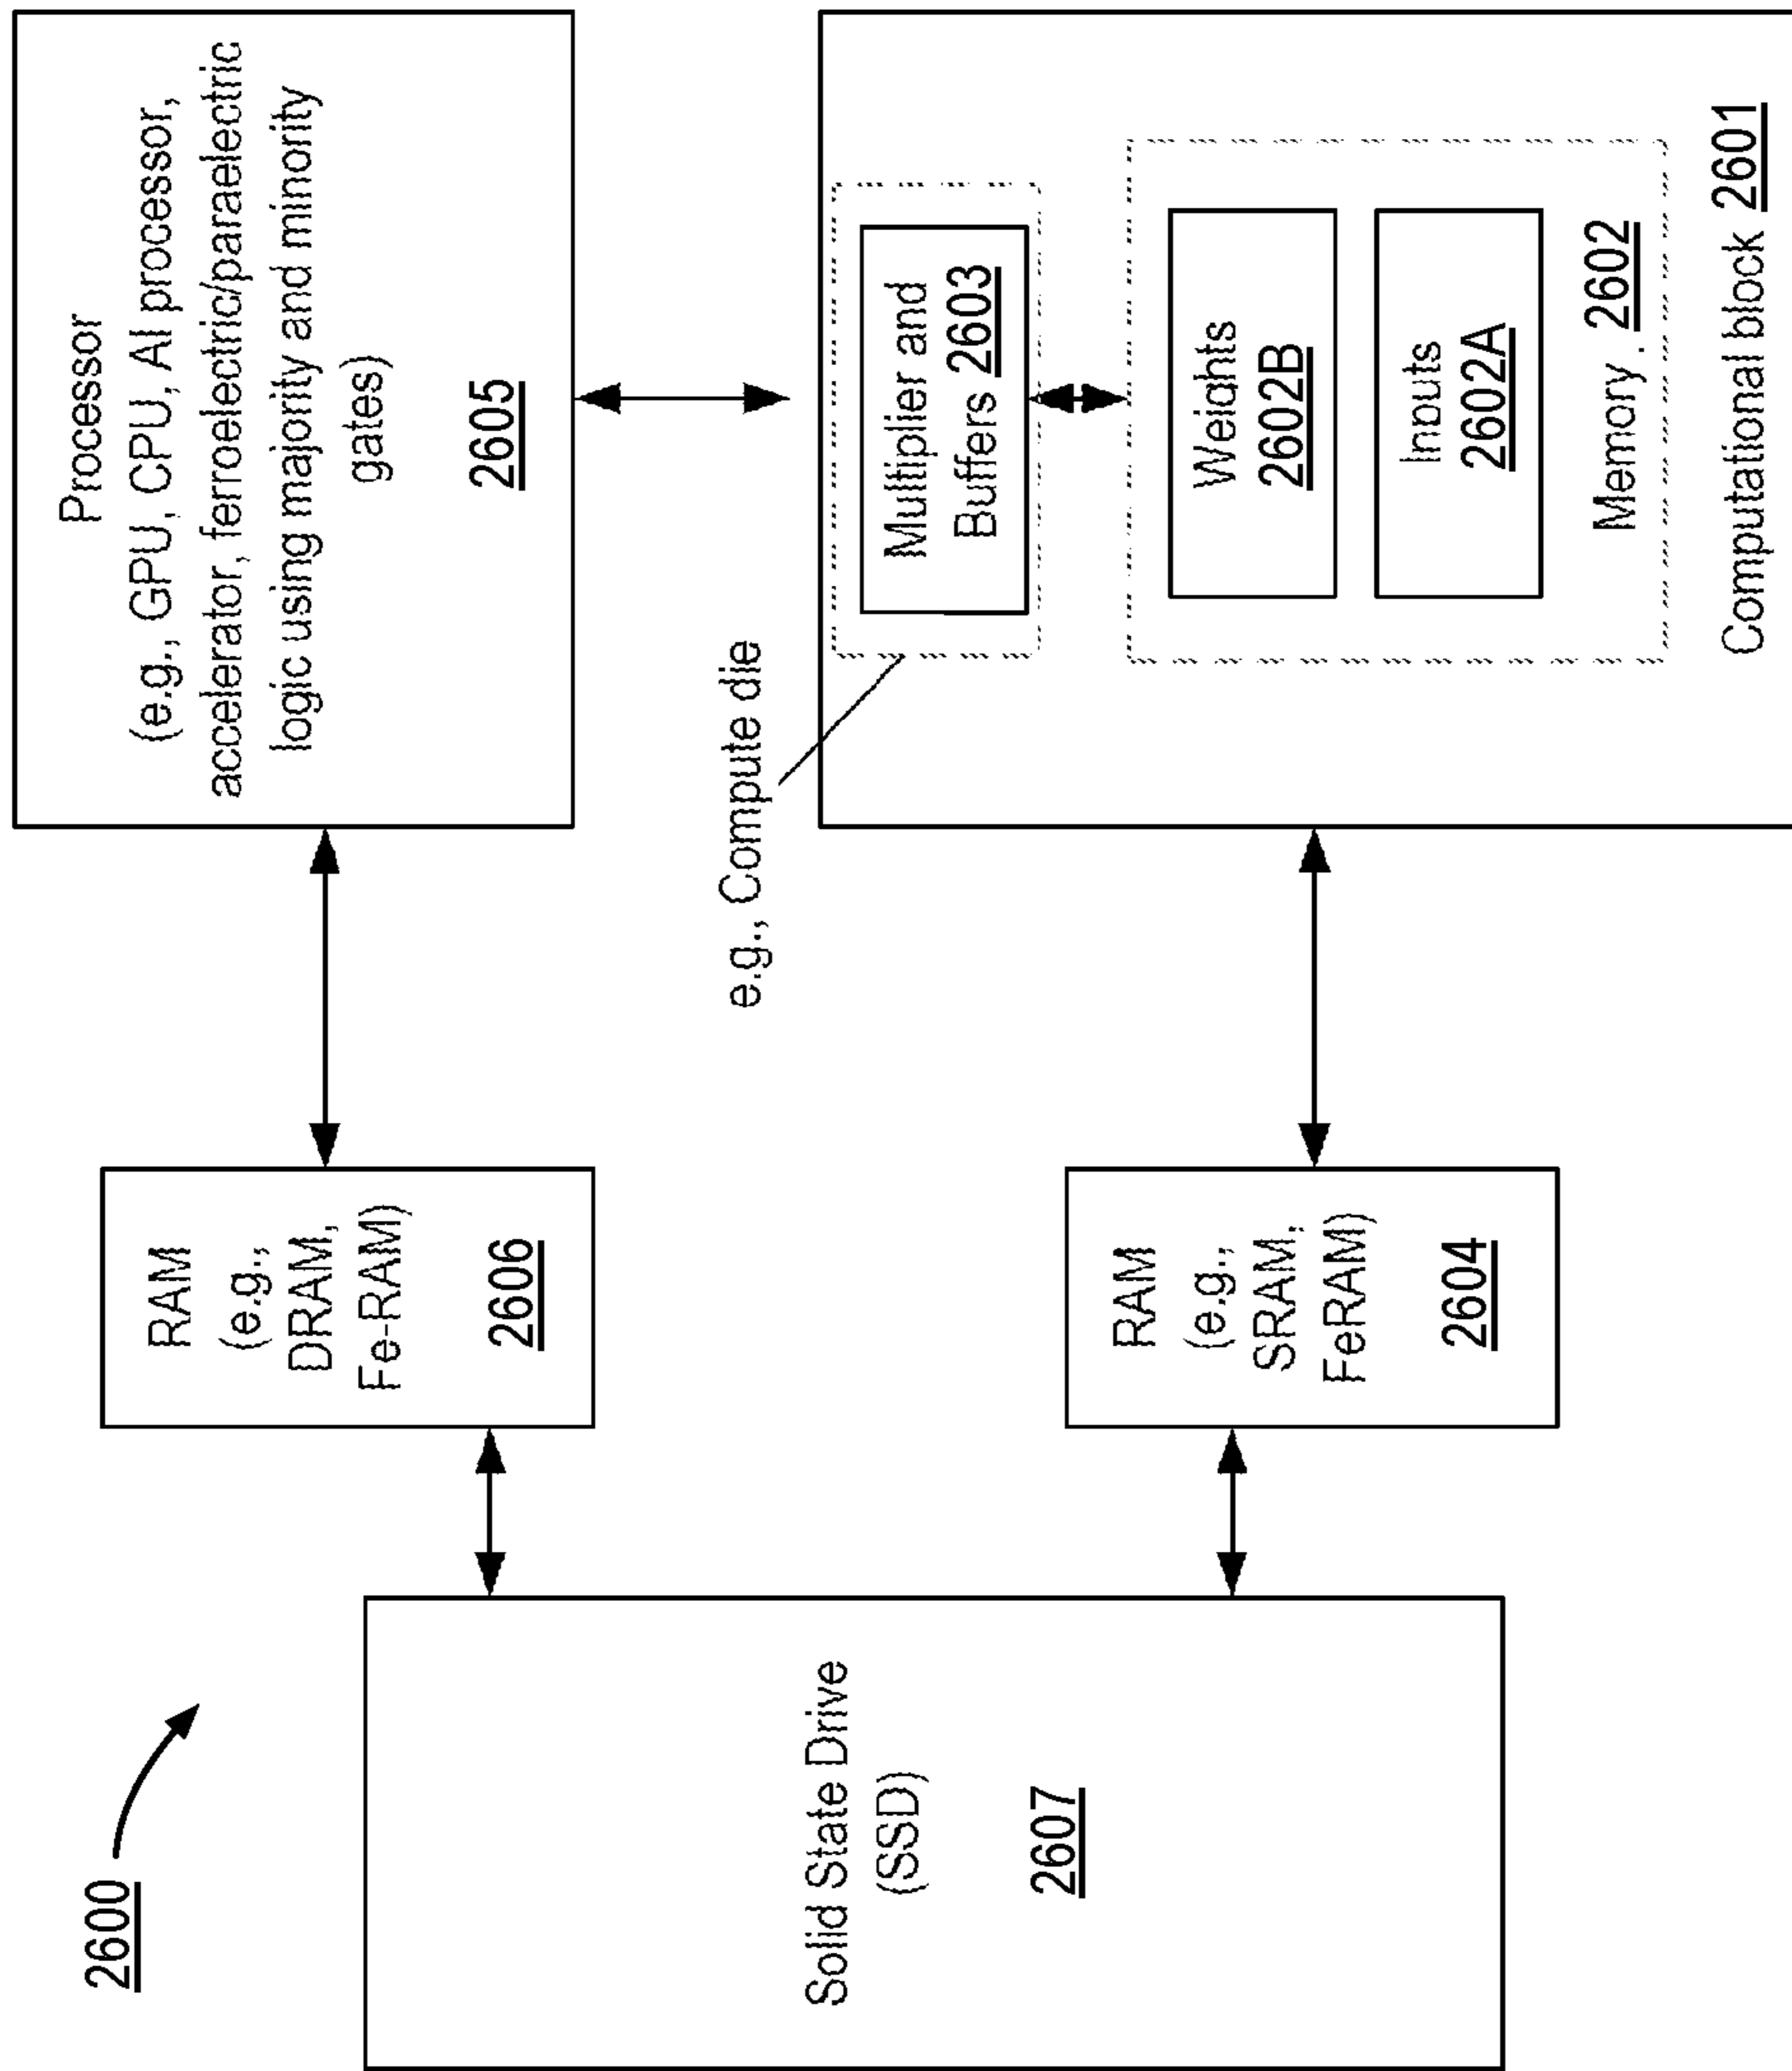 2600
Solid State Drive
(SSD)
2607
RAM
(e.g.,
DRAM,
Fe-RAM)
2606
RAM
(e.g.,
SRAM,
FeRAM)
2604
Processor
(e.g., GPU, CPU, AI processor,
accelerator, ferroelectric/paraelectric
logic using majority and minority
gates)
2605
e.g., Compute die
Multiplier and
Buffers 2603
Weights
2602B
Inputs
2602A
Memory . 2602
Computational block 2601